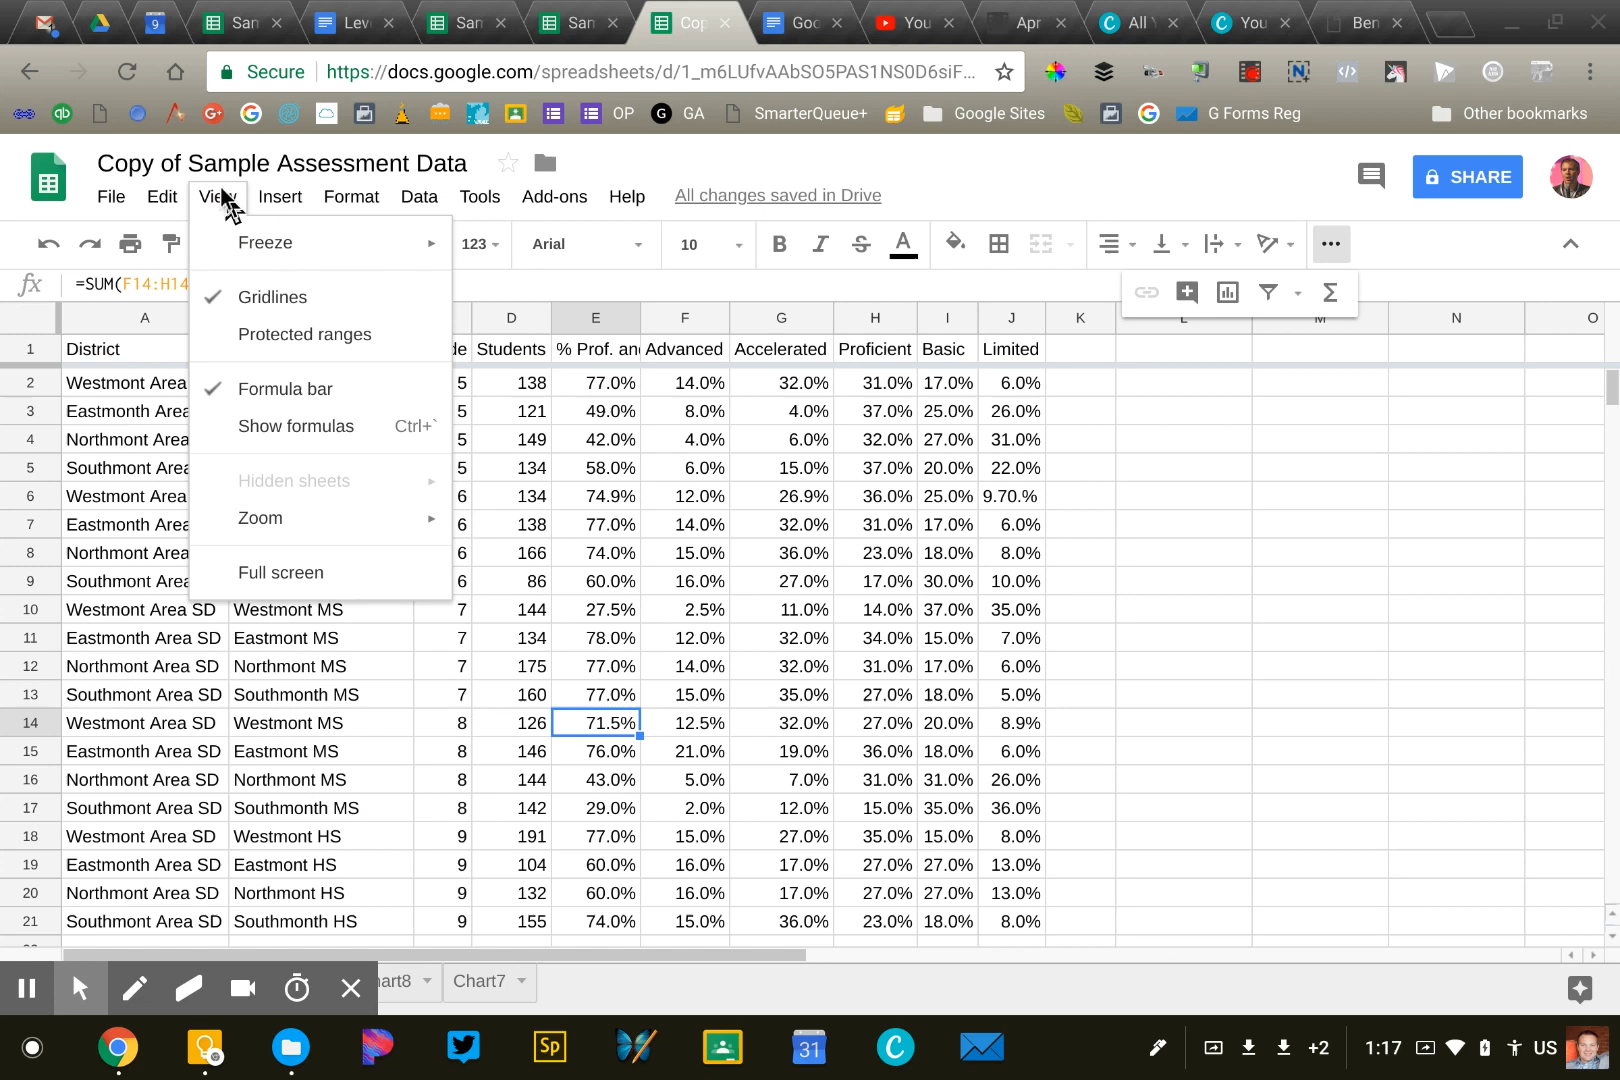 9 San Lev San San Cop Goo You Apr All Y You Ben
Secure https://docs.google.com/spreadsheets/d/1_m6LUfvAAbSO5PAS1NS0D6siF...
OP GA SmarterQueue+ Google Sites G Forms Reg Other bookmarks
Copy of Sample Assessment Data
File Edit View Insert Format Data Tools Add-ons Help All changes saved in Drive
SHARE
123 Arial 10 B I S A
fx =SUM(F14:H14
Freeze
Gridlines
Protected ranges
Formula bar
Show formulas Ctrl+`
Hidden sheets
Zoom
Full screen
A D E F G H I J K L M N O
1 District de Students % Prof. an Advanced Accelerated Proficient Basic Limited
2 Westmont Area 5 138 77.0% 14.0% 32.0% 31.0% 17.0% 6.0%
3 Eastmonth Area 5 121 49.0% 8.0% 4.0% 37.0% 25.0% 26.0%
4 Northmont Area 5 149 42.0% 4.0% 6.0% 32.0% 27.0% 31.0%
5 Southmont Area 5 134 58.0% 6.0% 15.0% 37.0% 20.0% 22.0%
6 Westmont Area 6 134 74.9% 12.0% 26.9% 36.0% 25.0% 9.70.%
7 Eastmonth Area 6 138 77.0% 14.0% 32.0% 31.0% 17.0% 6.0%
8 Northmont Area 6 166 74.0% 15.0% 36.0% 23.0% 18.0% 8.0%
9 Southmont Area 6 86 60.0% 16.0% 27.0% 17.0% 30.0% 10.0%
10 Westmont Area SD Westmont MS 7 144 27.5% 2.5% 11.0% 14.0% 37.0% 35.0%
11 Eastmonth Area SD Eastmont MS 7 134 78.0% 12.0% 32.0% 34.0% 15.0% 7.0%
12 Northmont Area SD Northmont MS 7 175 77.0% 14.0% 32.0% 31.0% 17.0% 6.0%
13 Southmont Area SD Southmonth MS 7 160 77.0% 15.0% 35.0% 27.0% 18.0% 5.0%
14 Westmont Area SD Westmont MS 8 126 71.5% 12.5% 32.0% 27.0% 20.0% 8.9%
15 Eastmonth Area SD Eastmont MS 8 146 76.0% 21.0% 19.0% 36.0% 18.0% 6.0%
16 Northmont Area SD Northmont MS 8 144 43.0% 5.0% 7.0% 31.0% 31.0% 26.0%
17 Southmont Area SD Southmonth MS 8 142 29.0% 2.0% 12.0% 15.0% 35.0% 36.0%
18 Westmont Area SD Westmont HS 9 191 77.0% 15.0% 27.0% 35.0% 15.0% 8.0%
19 Eastmonth Area SD Eastmont HS 9 104 60.0% 16.0% 17.0% 27.0% 27.0% 13.0%
20 Northmont Area SD Northmont HS 9 132 60.0% 16.0% 17.0% 27.0% 27.0% 13.0%
21 Southmont Area SD Southmonth HS 9 155 74.0% 15.0% 36.0% 23.0% 18.0% 8.0%
art8 Chart7
Sp 31 C +2 1:17 US